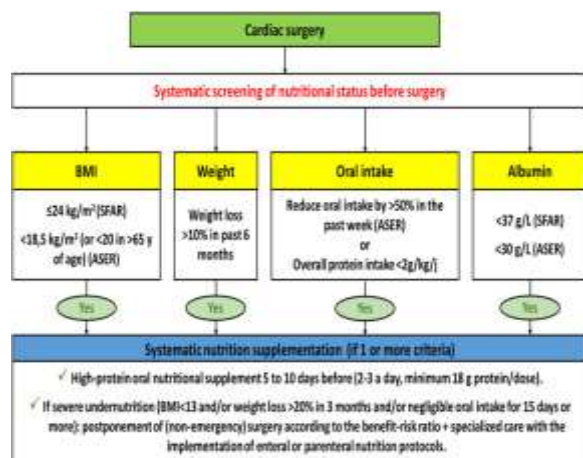 Cardiac surgery
Systematic screening of nutritional status before surgery
BMI
≤24 kg/m² (SFAR)
<18,5 kg/m² (or <20 in >65 y
of age) (ASER)
Weight
Weight loss
>10% in past 6
months
Oral intake
Reduce oral intake by >50% in the
past week (ASER)
or
Overall protein intake <2g/kg/j
Albumin
<37 g/L (SFAR)
<30 g/L (ASER)
Yes
Yes
Yes
Yes
Systematic nutrition supplementation (if 1 or more criteria)
✓ High-protein oral nutritional supplement 5 to 10 days before (2-3 a day, minimum 18 g protein/dose).
✓ If severe undernutrition (BMI<13 and/or weight loss >20% in 3 months and/or negligible oral intake for 15 days or
more): postponement of (non-emergency) surgery according to the benefit-risk ratio + specialized care with the
implementation of enteral or parenteral nutrition protocols.